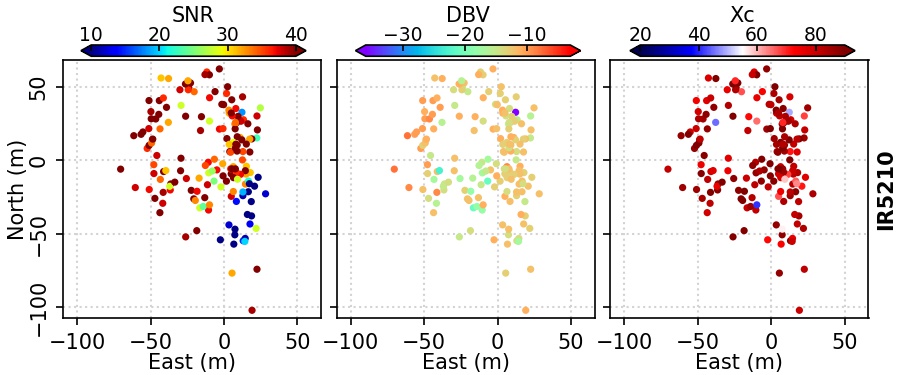 SNR DBV Xc
10 20 30 40 −30 −20 −10 20 40 60 80
50
0
−50
−100
North (m)
IR5210
−100 −50 0 50 −100 −50 0 50 −100 −50 0 50
East (m) East (m) East (m)